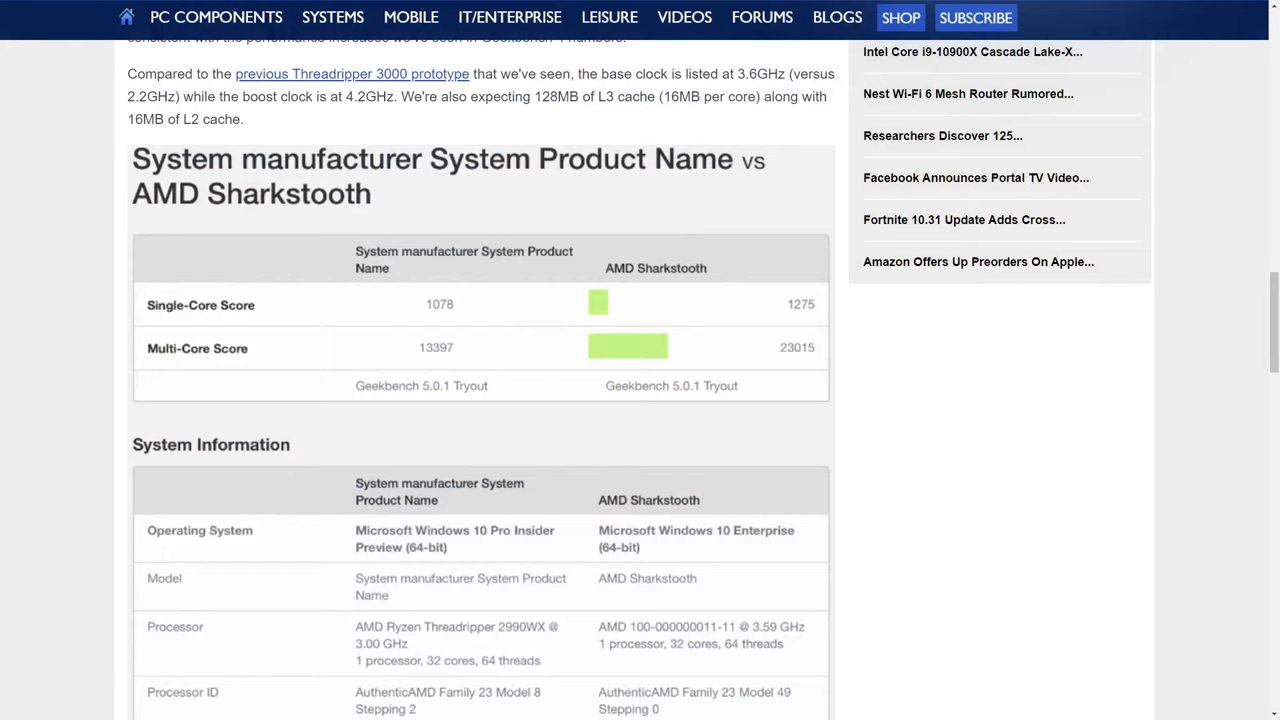 PC COMPONENTS SYSTEMS MOBILE IT/ENTERPRISE LEISURE VIDEOS FORUMS BLOGS SHOP SUBSCRIBE
Compared to the previous Threadripper 3000 prototype that we've seen, the base clock is listed at 3.6GHz (versus
2.2GHz) while the boost clock is at 4.2GHz. We're also expecting 128MB of L3 cache (16MB per core) along with
16MB of L2 cache.
System manufacturer System Product Name vs
AMD Sharkstooth
System manufacturer System Product
Name AMD Sharkstooth
Single-Core Score 1078 1275
Multi-Core Score 13397 23015
Geekbench 5.0.1 Tryout Geekbench 5.0.1 Tryout
System Information
System manufacturer System
Product Name AMD Sharkstooth
Operating System Microsoft Windows 10 Pro Insider Microsoft Windows 10 Enterprise
Preview (64-bit) (64-bit)
Model System manufacturer System Product AMD Sharkstooth
Name
Processor AMD Ryzen Threadripper 2990WX @ AMD 100-000000011-11 @ 3.59 GHz
3.00 GHz 1 processor, 32 cores, 64 threads
1 processor, 32 cores, 64 threads
Processor ID AuthenticAMD Family 23 Model 8 AuthenticAMD Family 23 Model 49
Stepping 2 Stepping 0
Intel Core i9-10900X Cascade Lake-X...
Nest Wi-Fi 6 Mesh Router Rumored...
Researchers Discover 125...
Facebook Announces Portal TV Video...
Fortnite 10.31 Update Adds Cross...
Amazon Offers Up Preorders On Apple...